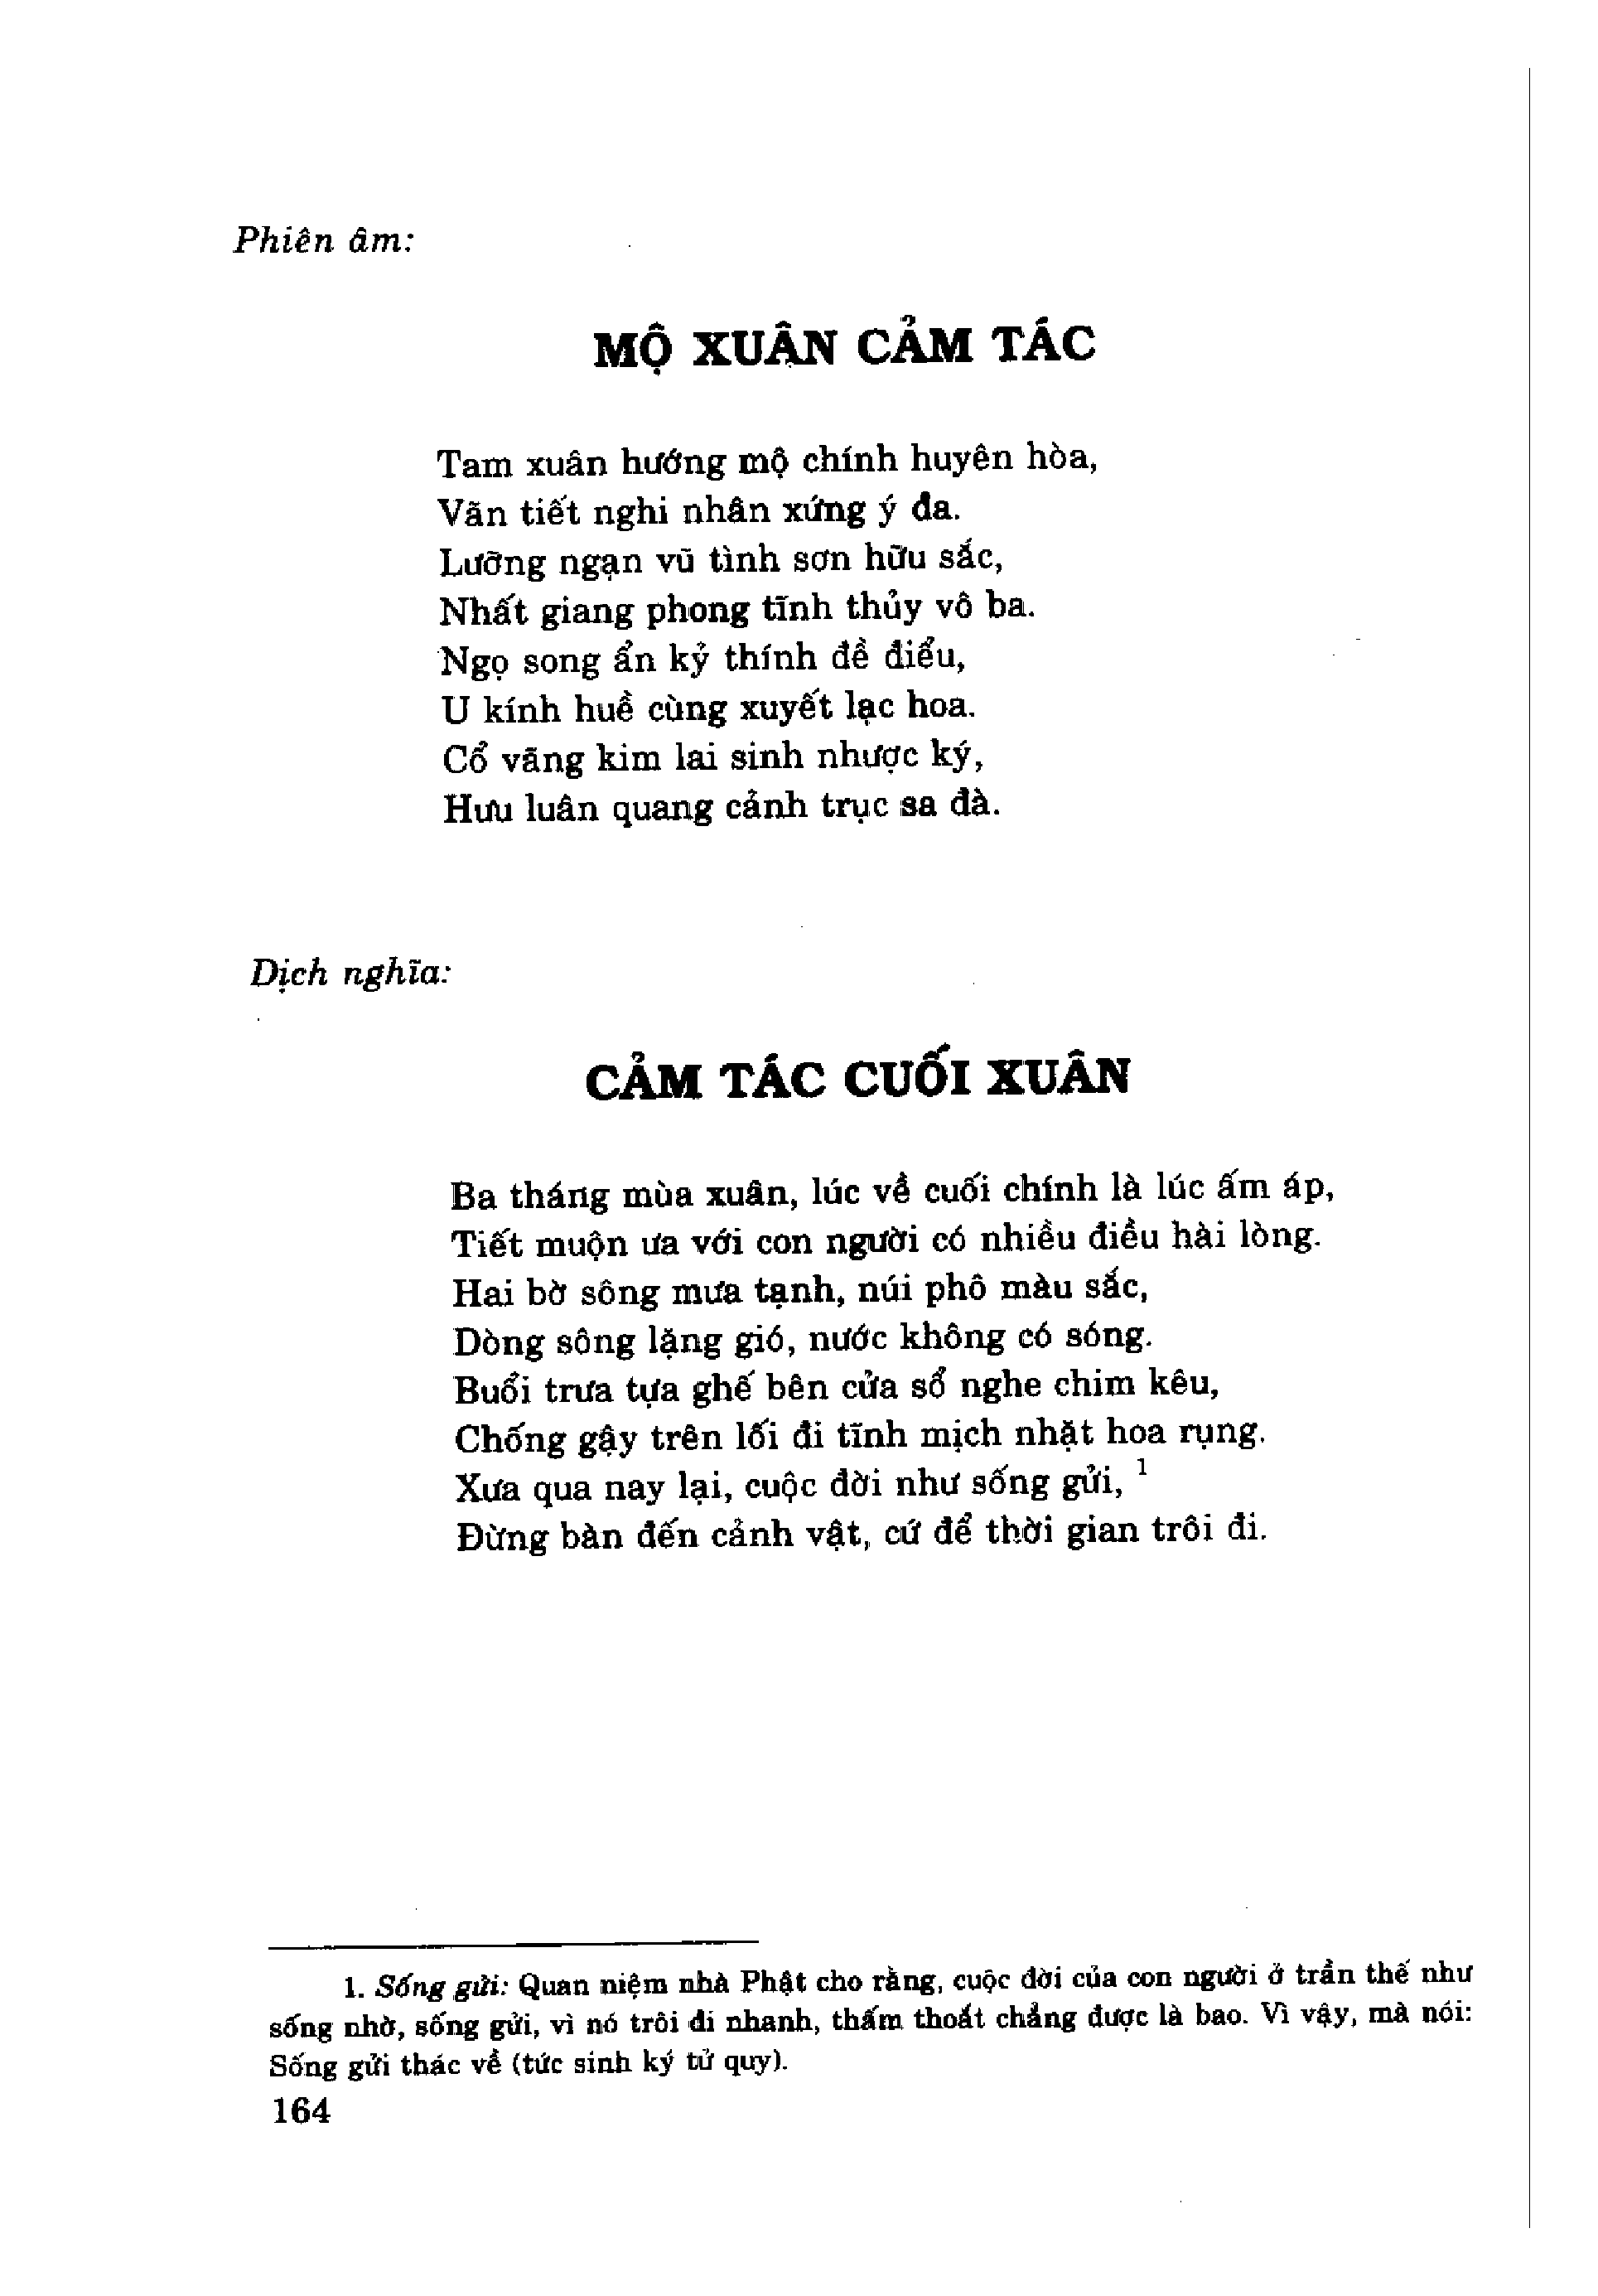 Phiên âm:
MỘ XUÂN CẢM TÁC
Tam xuân hướng mộ chính huyên hòa,
Vãn tiết nghi nhân xứng ý đa.
Lưỡng ngạn vũ tình sơn hữu sắc,
Nhất giang phong tĩnh thủy vô ba.
Ngọ song ẩn kỷ thính đề điểu,
U kính huề cùng xuyết lạc hoa.
Cổ vãng kim lai sinh nhược ký,
Hưu luân quang cảnh trục sa đà.
Dịch nghĩa:
CẢM TÁC CUỐI XUÂN
Ba tháng mùa xuân, lúc về cuối chính là lúc ấm áp,
Tiết muộn ưa với con người có nhiều điều hài lòng.
Hai bờ sông mưa tạnh, núi phô màu sắc,
Dòng sông lặng gió, nước không có sóng.
Buổi trưa tựa ghế bên cửa sổ nghe chim kêu,
Chống gậy trên lối đi tĩnh mịch nhặt hoa rụng.
Xưa qua nay lại, cuộc đời như sống gửi, 1
Đừng bàn đến cảnh vật, cứ để thời gian trôi đi.
1. Sống gửi: Quan niệm nhà Phật cho rằng, cuộc đời của con người ở trần thế như
sống nhờ, sống gửi, vì nó trôi đi nhanh, thấm thoát chẳng được là bao. Vì vậy, mà nói:
Sống gửi thác về (tức sinh ký tử quy).
164